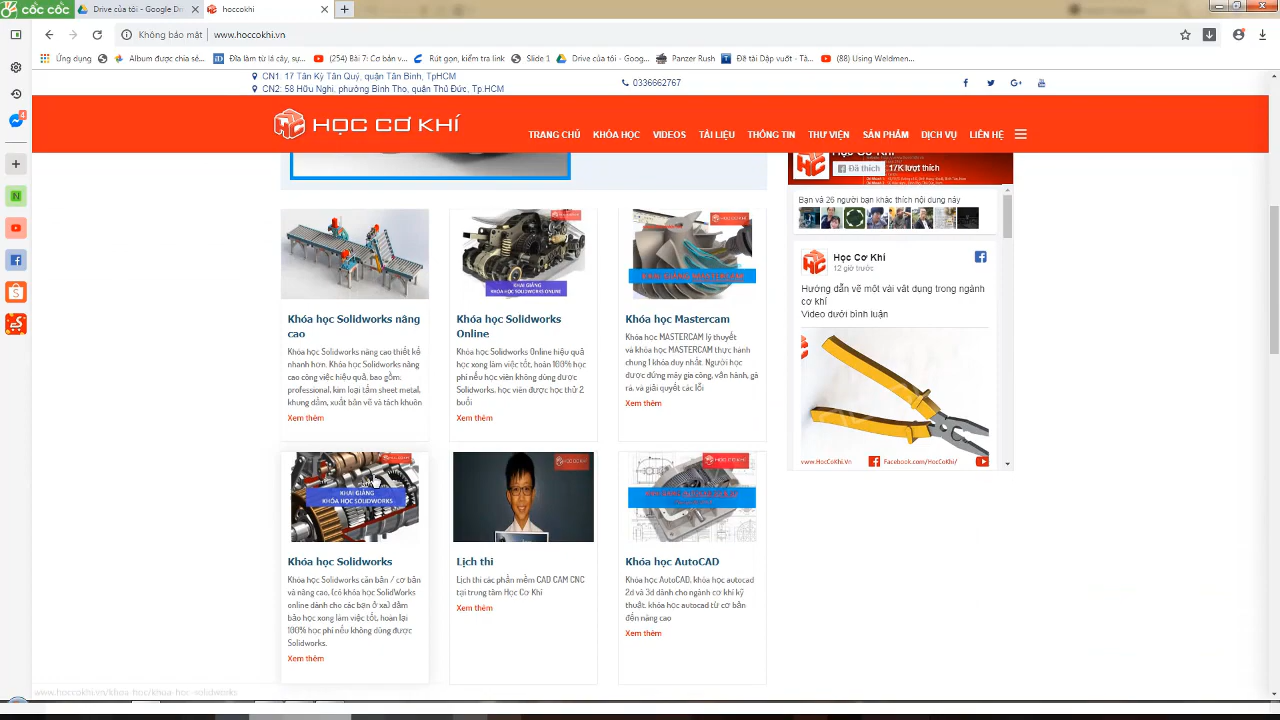 cốc cốc
Drive của tôi - Google Dri
hoccokhi
Không bảo mật
www.hoccokhi.vn
Ứng dụng
Album được chia sẻ...
Đĩa làm từ lá cây, sự...
(254) Bài 7: Cơ bản v...
Rút gọn, kiểm tra link
Slide 1
Drive của tôi - Goog...
Panzer Rush
Đề tài Dập vuốt - Tà...
(88) Using Weldmen...
4
CN1: 17 Tân Kỳ Tân Quý, quận Tân Bình, TpHCM
CN2: 58 Hữu Nghị, phường Bình Thọ, quận Thủ Đức, Tp.HCM
0336662767
HỌC CƠ KHÍ
TRANG CHỦ
KHÓA HỌC
VIDEOS
TÀI LIỆU
THÔNG TIN
THƯ VIỆN
SẢN PHẨM
DỊCH VỤ
LIÊN HỆ
Học Cơ Khí
Đã thích
17K lượt thích
Bạn và 26 người bạn khác thích nội dung này
Học Cơ Khí
12 giờ trước
Hướng dẫn vẽ một vài vật dụng trong ngành
cơ khí
Video dưới bình luận
www.HocCoKhi.Vn
Facebook.com/HocCoKhi/
KHAI GIẢNG
KHÓA HỌC SOLIDWORKS ONLINE
Khóa học Solidworks nâng
cao
Khóa học Solidworks nâng cao thiết kế
nhanh hơn. Khóa học Solidworks nâng
cao công việc hiệu quả, bao gồm:
professional, kim loại tấm sheet metal,
khung dầm, xuất bản vẽ và tách khuôn
Xem thêm
Khóa học Solidworks
Online
Khóa học Solidworks Online hiệu quả
học xong làm việc tốt, hoàn 100% học
phí nếu học viên không dùng được
Solidworks, học viên được học thử 2
buổi
Xem thêm
Khóa học Mastercam
Khóa học MASTERCAM lý thuyết
và khóa học MASTERCAM thực hành
chung 1 khóa duy nhất. Người học
được đứng máy gia công, vận hành, gá
rà, và giải quyết các lỗi
Xem thêm
KHAI GIẢNG
KHÓA HỌC SOLIDWORKS
HỌC CƠ KHÍ
HỌC CƠ KHÍ
Khóa học Solidworks
Khóa học Solidworks căn bản / cơ bản
và nâng cao, (có khóa học SolidWorks
online dành cho các bạn ở xa) đảm
bảo học xong làm việc tốt, hoàn lại
100% học phí nếu không dùng được
Solidworks.
Xem thêm
Lịch thi
Lịch thi các phần mềm CAD CAM CNC
tại trung tâm Học Cơ Khí
Xem thêm
Khóa học AutoCAD
Khóa học AutoCAD, khóa học autocad
2d và 3d dành cho ngành cơ khí kỹ
thuật, khóa học autocad từ cơ bản
đến nâng cao
Xem thêm
www.hoccokhi.vn/khoa-hoc/khoa-hoc-solidworks